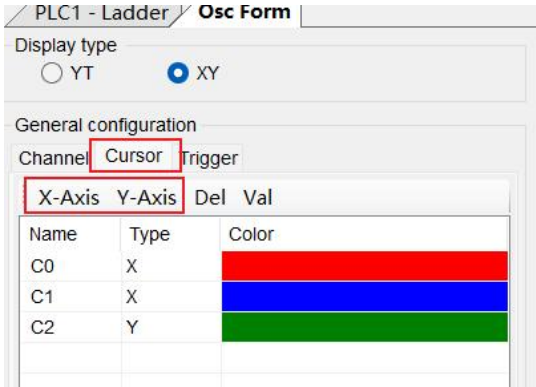 PLC1 - Ladder Osc Form
Display type
YT XY
General configuration
Channel Cursor Trigger
X-Axis Y-Axis Del Val
Name Type Color
C0 X
C1 X
C2 Y